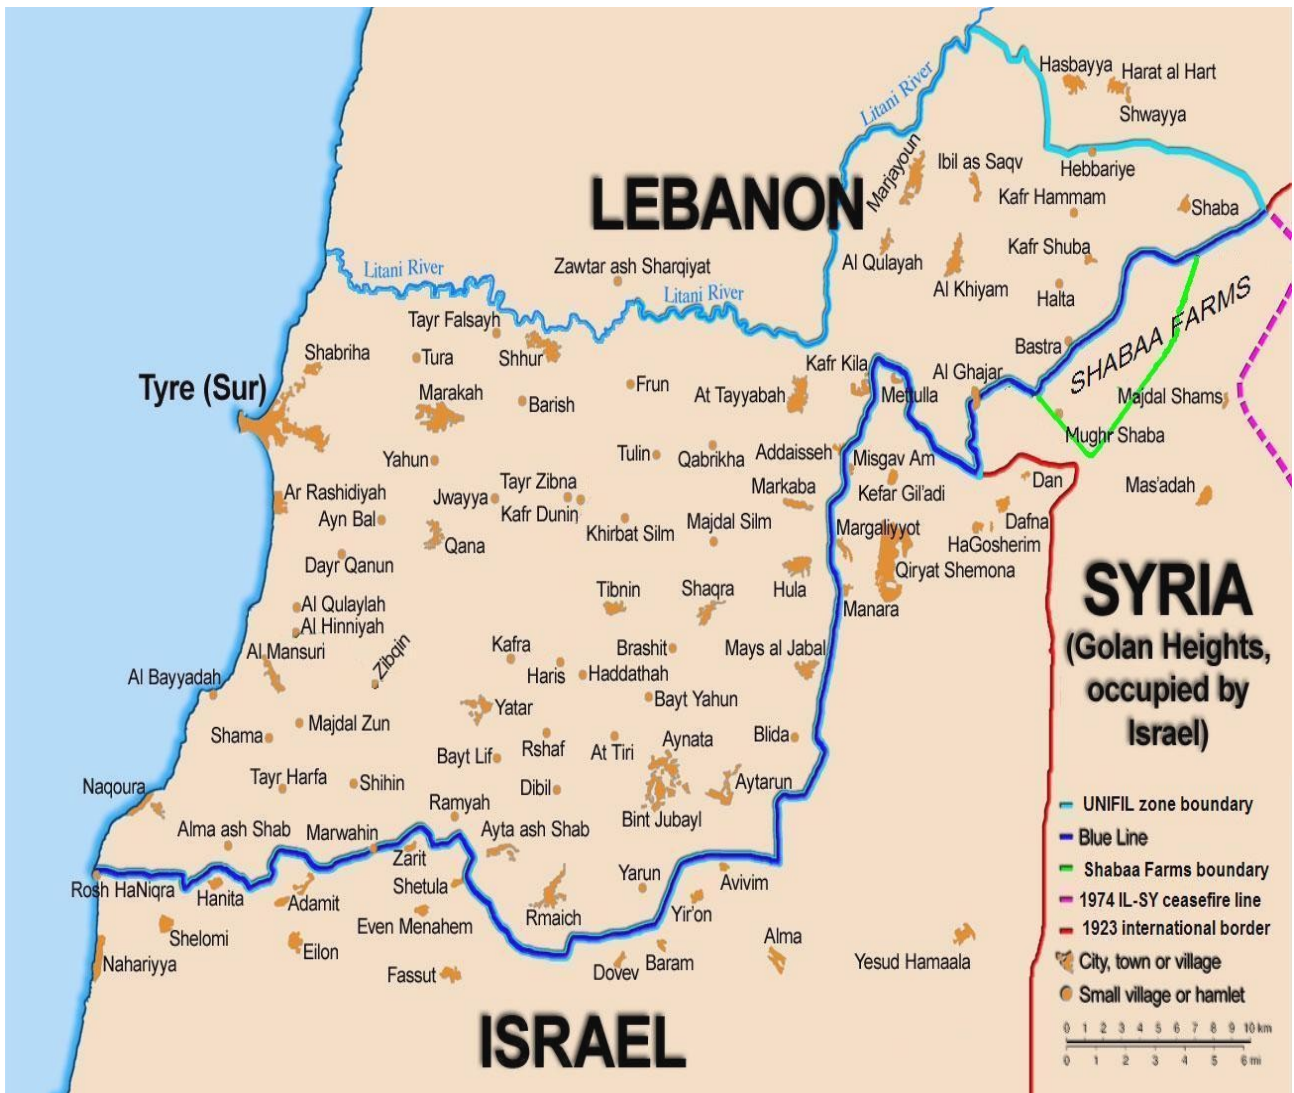 Hasbayya
Harat al Hart
Shwayya
Litani River
Hebbariye
Marjayoun
Ibil as Saqv
Kafr Hammam
Shaba
LEBANON
Kafr Shuba
Al Qulayah
Al Khiyam
Halta
Litani River
Zawtar ash Sharqiyat
Litani River
SHABAA FARMS
Tayr Falsayh
Shabriha
Tura
Shhur
Bastra
Kafr Kila
Al Ghajar
Tyre (Sur)
Marakah
Barish
Frun
At Tayyabah
Mettulla
Majdal Shams
Mughr Shaba
Yahun
Tulin
Qabrikha
Addaisseh
Misgav Am
Dan
Mas'adah
Ar Rashidiyah
Jwayya
Tayr Zibna
Kafr Dunin
Markaba
Kefar Gil'adi
Ayn Bal
Qana
Khirbat Silm
Majdal Silm
Margaliyyot
Dafna
HaGosherim
Dayr Qanun
Qiryat Shemona
Tibnin
Shaqra
Hula
Manara
Al Qulaylah
Al Hinniyah
Al Mansuri
Zibqin
Kafra
Brashit
Mays al Jabal
Haris
Haddathah
Al Bayyadah
Yatar
Bayt Yahun
SYRIA
(Golan Heights,
occupied by
Israel)
Shama
Majdal Zun
Bayt Lif
Rshaf
At Tiri
Aynata
Blida
Naqoura
Tayr Harfa
Shihin
Dibil
Aytarun
Ramyah
Bint Jubayl
Alma ash Shab
Marwahin
Ayta ash Shab
Zarit
Rosh HaNiqra
Hanita
Adamit
Shetula
Yarun
Avivim
Even Menahem
Rmaich
Yir'on
Shelomi
Eilon
Nahariyya
Fassut
Dovev
Baram
Alma
Yesud Hamaala
ISRAEL
UNIFIL zone boundary
Blue Line
Shabaa Farms boundary
1974 IL-SY ceasefire line
1923 international border
City, town or village
Small village or hamlet
0 1 2 3 4 5 6 7 8 9 10 km
0 1 2 3 4 5 6 mi